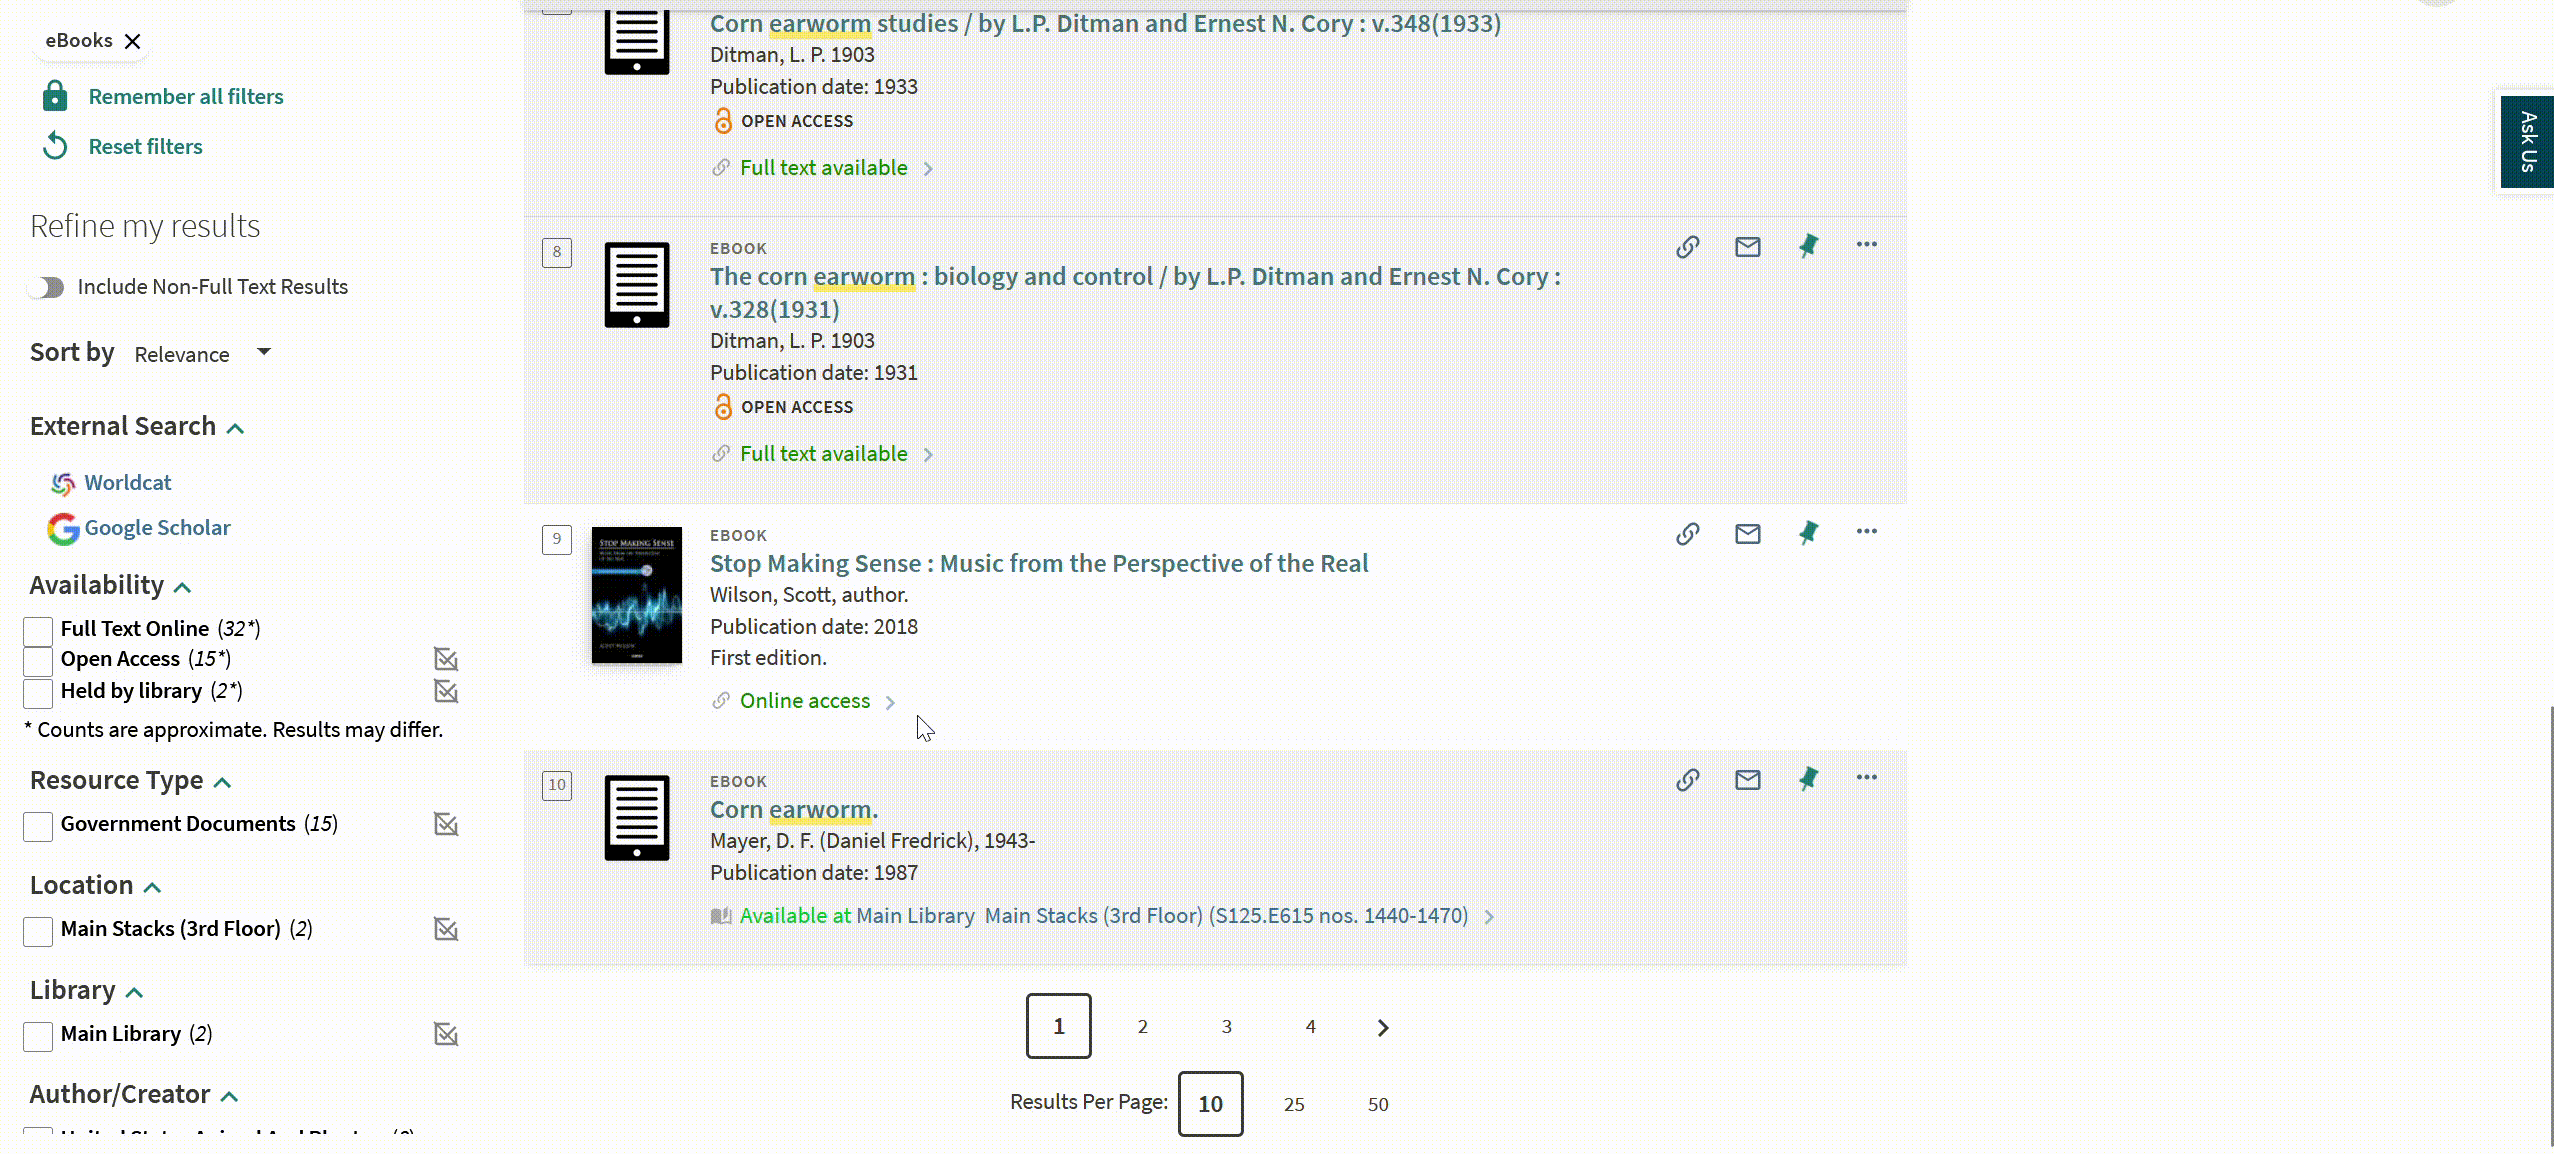 eBooks
Remember all filters
Reset filters
Refine my results
Include Non-Full Text Results
Sort by Relevance
External Search
Worldcat
Google Scholar
Availability
Full Text Online (32*)
Open Access (15*)
Held by library (2*)
* Counts are approximate. Results may differ.
Resource Type
Government Documents (15)
Location
Main Stacks (3rd Floor) (2)
Library
Main Library (2)
Author/Creator
Corn earworm studies / by L.P. Ditman and Ernest N. Cory : v.348(1933)
Ditman, L. P. 1903
Publication date: 1933
OPEN ACCESS
Full text available
8
EBOOK
The corn earworm : biology and control / by L.P. Ditman and Ernest N. Cory :
v.328(1931)
Ditman, L. P. 1903
Publication date: 1931
OPEN ACCESS
Full text available
9
STOP MAKING SENSE
EBOOK
Stop Making Sense : Music from the Perspective of the Real
Wilson, Scott, author.
Publication date: 2018
First edition.
Online access
10
EBOOK
Corn earworm.
Mayer, D. F. (Daniel Fredrick), 1943-
Publication date: 1987
Available at Main Library Main Stacks (3rd Floor) (S125.E615 nos. 1440-1470)
1 2 3 4
Results Per Page: 10 25 50
Ask Us